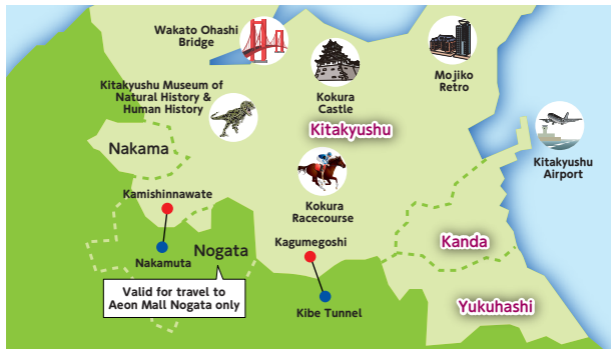 Wakato Ohashi
Bridge
Kokura
Castle
Mojiko
Retro
Kitakyushu Museum of
Natural History &
Human History
Kitakyushu
Kitakyushu
Airport
Nakama
Kokura
Racecourse
Kamishinnawate
Nakamuta
Nogata
Kagumegoshi
Kanda
Valid for travel to
Aeon Mall Nogata only
Kibe Tunnel
Yukuhashi